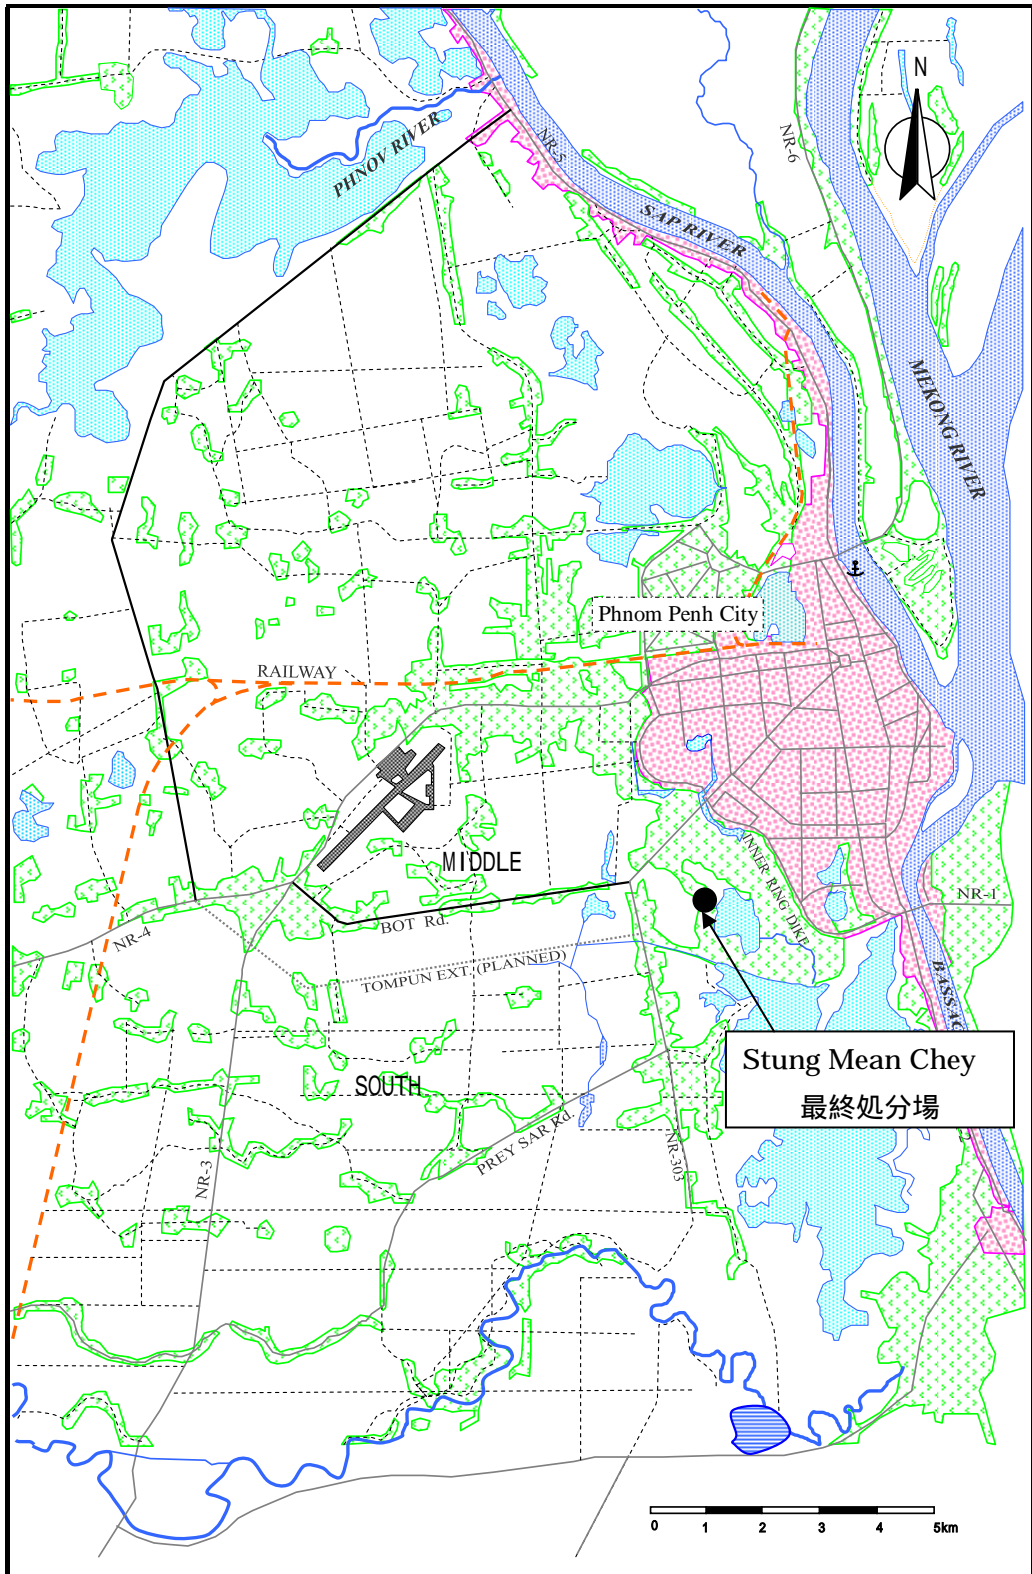 N
PHNOV RIVER
NR-5
NR-6
SAP RIVER
MEKONG RIVER
Phnom Penh City
RAILWAY
MIDDLE
INNER RING DIKE
NR-1
BOT Rd.
NR-4
TOMPUN EXT. (PLANNED)
BASSAC
Stung Mean Chey
最終処分場
SOUTH
PREY SAR Rd.
NR-303
NR-3
0 1 2 3 4 5km